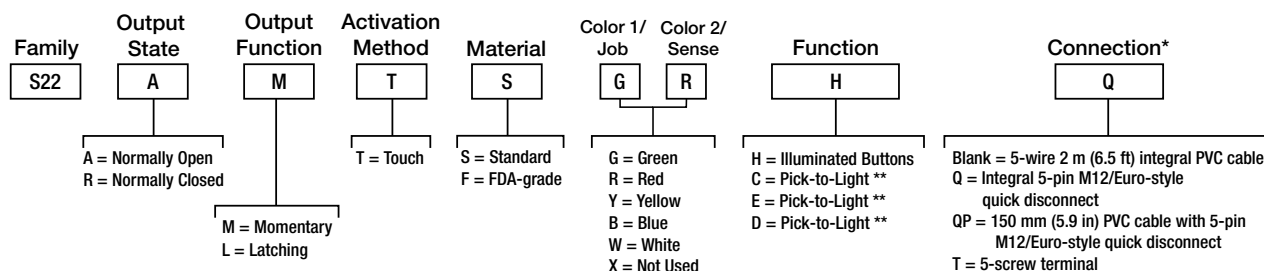 Family
Output
State
Output
Function
Activation
Method
Material
Color 1/
Job
Color 2/
Sense
Function
Connection*
S22
A
M
T
S
G
R
H
Q
A = Normally Open
R = Normally Closed
M = Momentary
L = Latching
T = Touch
S = Standard
F = FDA-grade
G = Green
R = Red
Y = Yellow
B = Blue
W = White
X = Not Used
H = Illuminated Buttons
C = Pick-to-Light **
E = Pick-to-Light **
D = Pick-to-Light **
Blank = 5-wire 2 m (6.5 ft) integral PVC cable
Q = Integral 5-pin M12/Euro-style
quick disconnect
QP = 150 mm (5.9 in) PVC cable with 5-pin
M12/Euro-style quick disconnect
T = 5-screw terminal